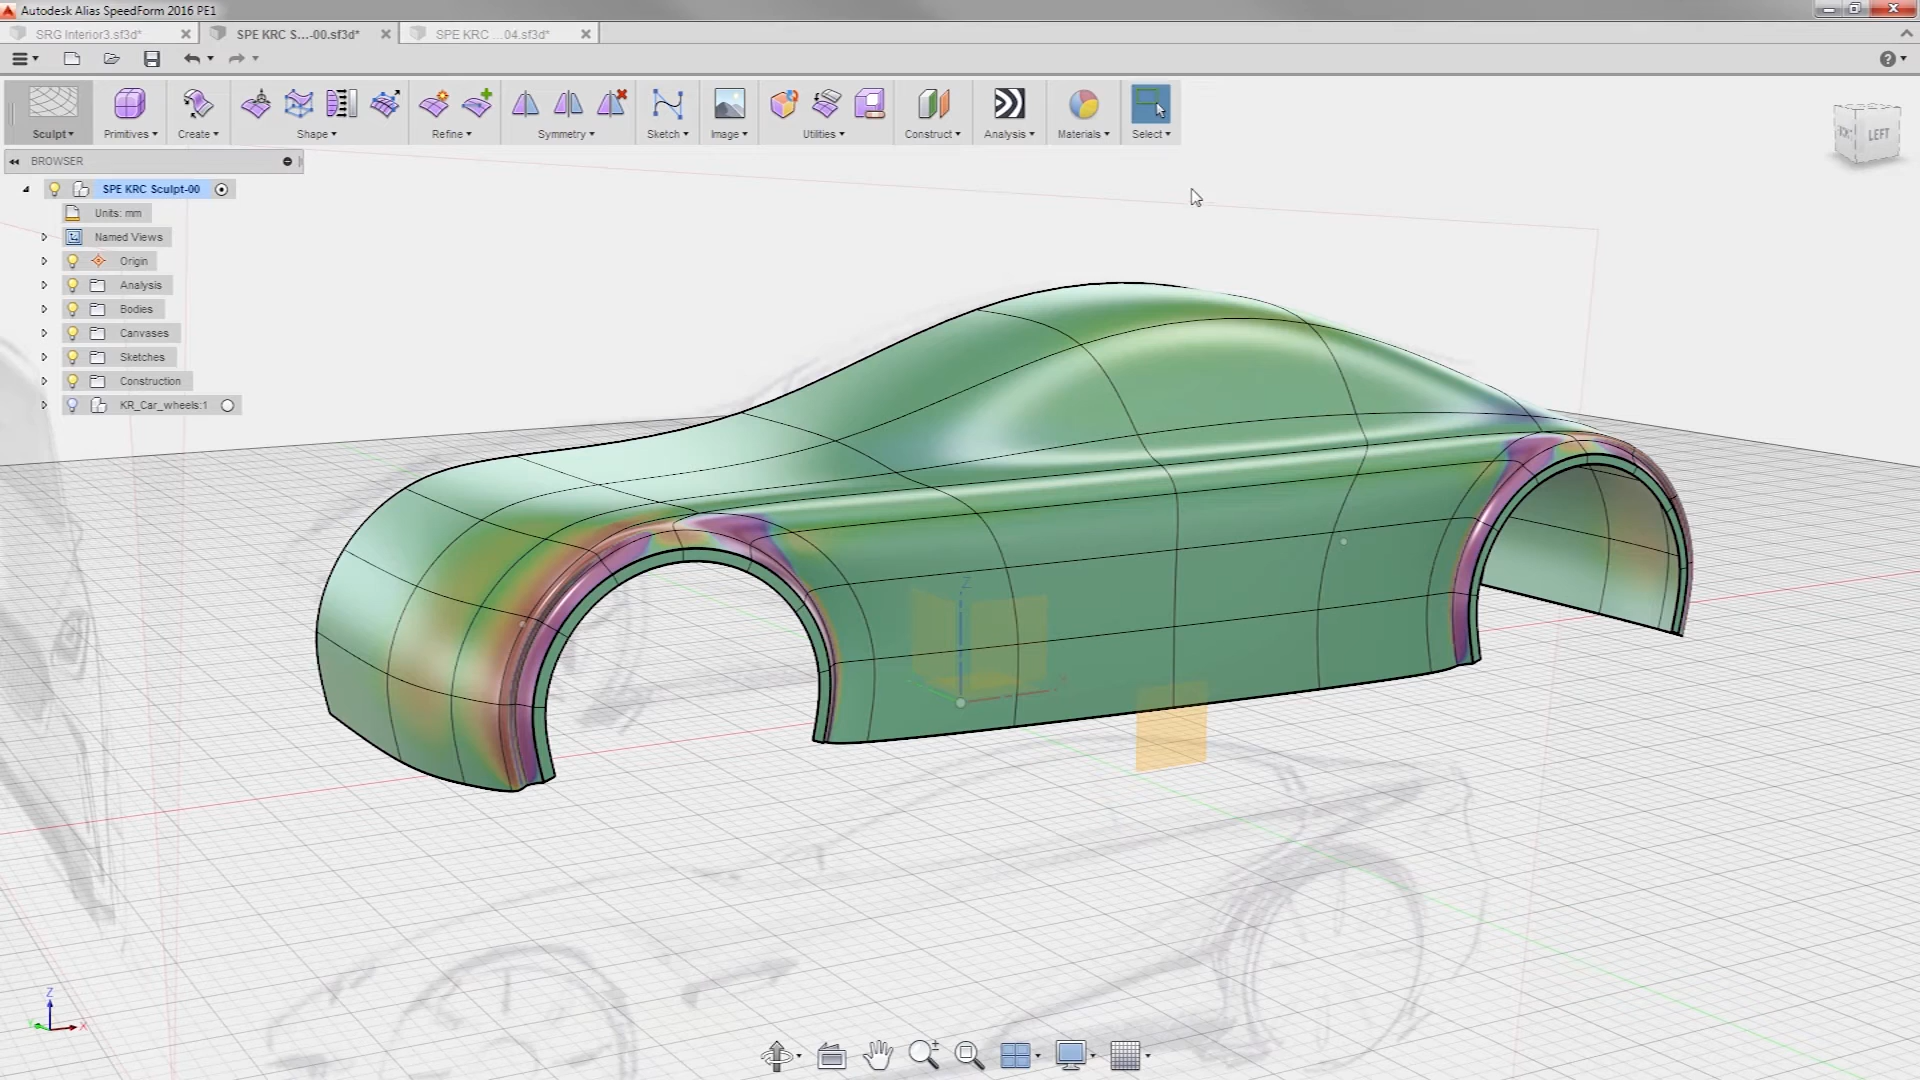 Autodesk Alias SpeedForm 2016 PE1
SRG Interior3.sf3d*
SPE KRC S...-00.sf3d*
SPE KRC ...04.sf3d*
Sculpt
Primitives
Create
Shape
Refine
Symmetry
Sketch
Image
Utilities
Construct
Analysis
Materials
Select
LEFT
BROWSER
SPE KRC Sculpt-00
Units: mm
Named Views
Origin
Analysis
Bodies
Canvases
Sketches
Construction
KR_Car_wheels:1
Z
Z
Y
X